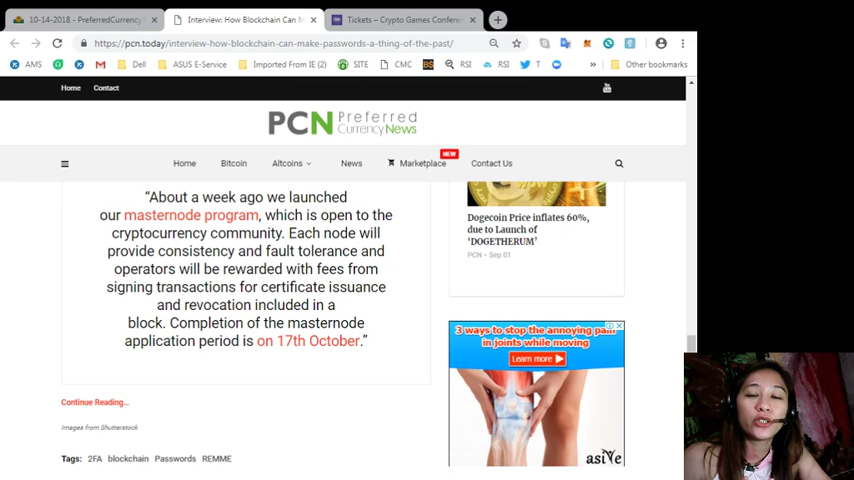 10-14-2018 - PreferredCurrency
Interview: How Blockchain Can M
Tickets – Crypto Games Conferen
https://pcn.today/interview-how-blockchain-can-make-passwords-a-thing-of-the-past/
AMS
Dell
ASUS E-Service
Imported From IE (2)
SITE
CMC
RSI
RSI
T
»
Other bookmarks
Home
Contact
PCN Preferred
CurrencyNews
NEW
Home
Bitcoin
Altcoins
News
Marketplace
Contact Us
“About a week ago we launched
our masternode program, which is open to the
cryptocurrency community. Each node will
provide consistency and fault tolerance and
operators will be rewarded with fees from
signing transactions for certificate issuance
and revocation included in a
block. Completion of the masternode
application period is on 17th October.”
Continue Reading...
Images from Shutterstock
Tags: 2FA blockchain Passwords REMME
Dogecoin Price inflates 60%,
due to Launch of
‘DOGETHERUM’
PCN - Sep 01
3 ways to stop the annoying pain
in joints while moving
Learn more